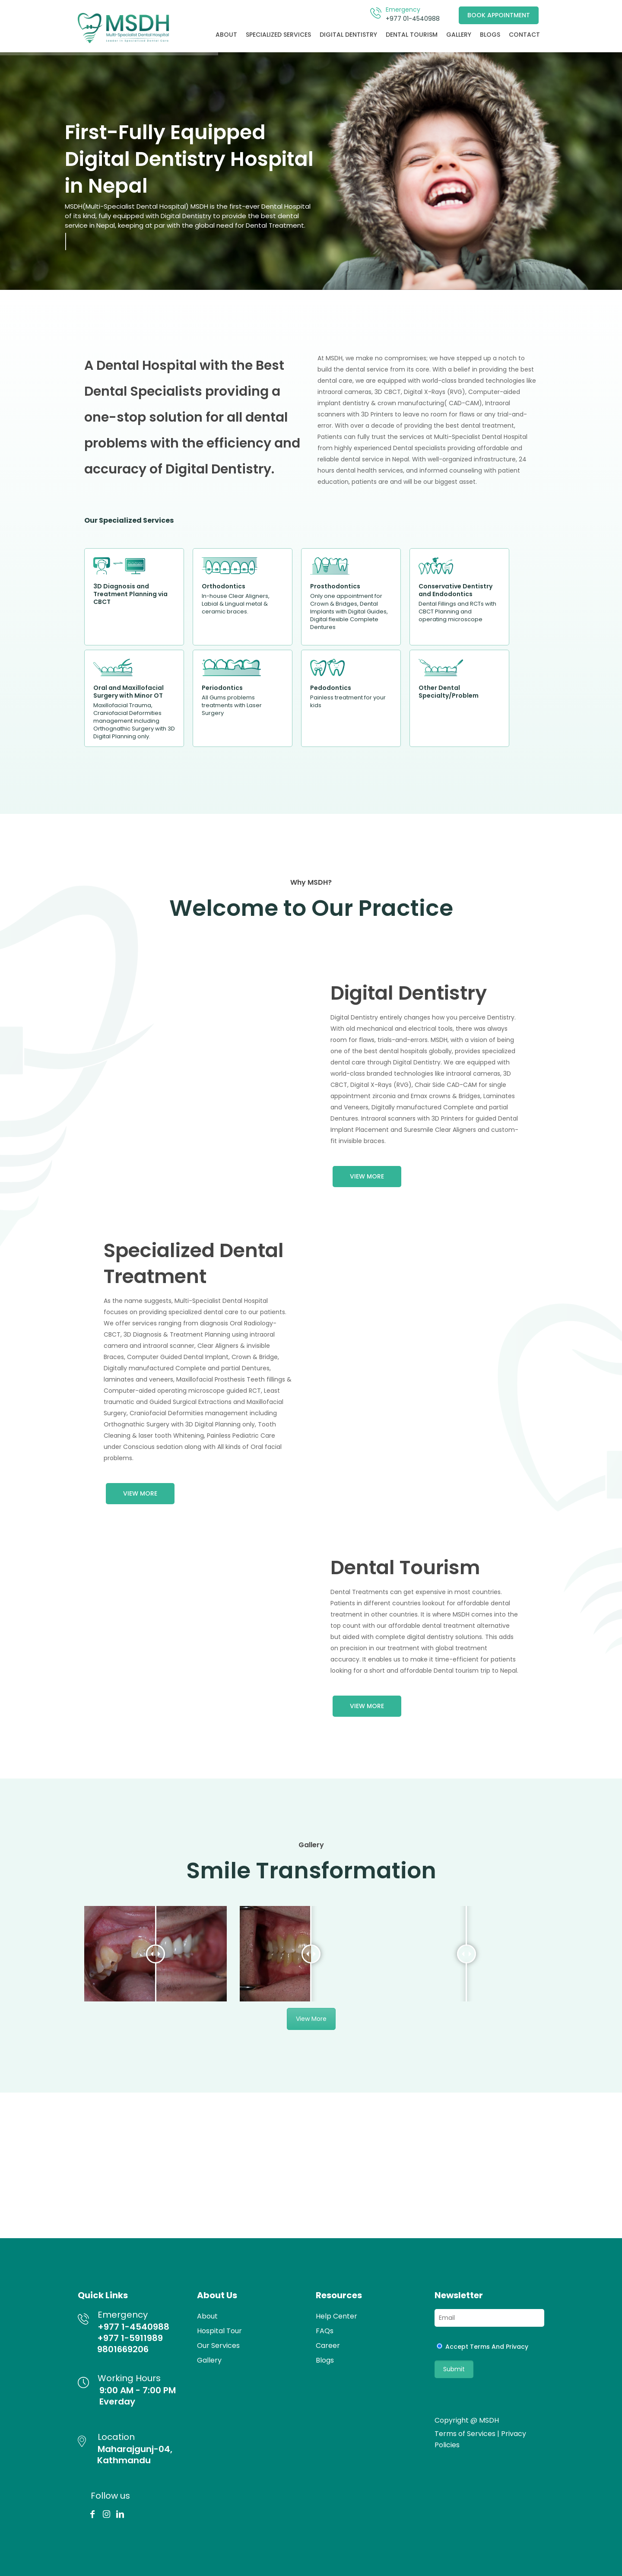 MSDH
Multi-Specialist Dental Hospital
Emergency
+977 01-4540988
BOOK APPOINTMENT
ABOUT
SPECIALIZED SERVICES
DIGITAL DENTISTRY
DENTAL TOURISM
GALLERY
BLOGS
CONTACT
First-Fully Equipped
Digital Dentistry Hospital
in Nepal
MSDH(Multi-Specialist Dental Hospital) MSDH is the first-ever Dental Hospital
of its kind, fully equipped with Digital Dentistry to provide the best dental
service in Nepal, keeping at par with the global need for Dental Treatment.
A Dental Hospital with the Best
Dental Specialists providing a
one-stop solution for all dental
problems with the efficiency and
accuracy of Digital Dentistry.
At MSDH, we make no compromises; we have stepped up a notch to
build the dental service from its core. With a belief in providing the best
dental care, we are equipped with world-class branded technologies like
intraoral cameras, 3D CBCT, Digital X-Rays (RVG), Computer-aided
implant dentistry & crown manufacturing( CAD-CAM), Intraoral
scanners with 3D Printers to leave no room for flaws or any trial-and-
error. With over a decade of providing the best dental treatment,
Patients can fully trust the services at Multi-Specialist Dental Hospital
from highly experienced Dental specialists providing affordable and
reliable dental service in Nepal. With well-organized infrastructure, 24
hours dental health services, and informed counseling with patient
education, patients are and will be our biggest asset.
Our Specialized Services
3D Diagnosis and
Treatment Planning via
CBCT
Orthodontics
In-house Clear Aligners,
Labial & Lingual metal &
ceramic braces
Prosthodontics
Only one appointment for
Crown & Bridges, Dental
Implants with Digital Guides,
Digital flexible Complete
Dentures
Conservative Dentistry
and Endodontics
Dental Fillings and RCTs with
CBCT Planning and
operating microscope
Oral and Maxillofacial
Surgery with Minor OT
Maxillofacial Trauma,
Craniofacial Deformities
management including
Orthognathic Surgery with 3D
Digital Planning only.
Periodontics
All Gums problems
treatments with Laser
Surgery
Pedodontics
Painless treatment for your
kids
Other Dental
Specialty/Problem
Why MSDH?
Welcome to Our Practice
Digital Dentistry
Digital Dentistry entirely changes how you perceive Dentistry.
With old mechanical and electrical tools, there was always
room for flaws, trials-and-errors. MSDH, with a vision of being
one of the best dental hospitals globally, provides specialized
dental care through Digital Dentistry. We are equipped with
world-class branded technologies like intraoral cameras, 3D
CBCT, Digital X-Rays (RVG), Chair Side CAD-CAM for single
appointment zirconia and Emax crowns & Bridges, Laminates
and Veneers, Digitally manufactured Complete and partial
Dentures. Intraoral scanners with 3D Printers for guided Dental
Implant Placement and Suresmile Clear Aligners and custom-
fit invisible braces.
VIEW MORE
Specialized Dental
Treatment
As the name suggests, Multi-Specialist Dental Hospital
focuses on providing specialized dental care to our patients.
We offer services ranging from diagnosis Oral Radiology-
CBCT, 3D Diagnosis & Treatment Planning using intraoral
camera and intraoral scanner, Clear Aligners & invisible
Braces, Computer Guided Dental implant, Crown & Bridge,
Digitally manufactured Complete and partial Dentures,
laminates and veneers, Maxillofacial Prosthesis Teeth fillings &
Computer-aided operating microscope guided RCT, Least
traumatic and Guided Surgical Extractions and Maxillofacial
Surgery, Craniofacial Deformities management including
Orthognathic Surgery with 3D Digital Planning only, Tooth
Cleaning & laser tooth Whitening, Painless Pediatric Care
under Conscious sedation along with All kinds of Oral facial
problems.
VIEW MORE
Dental Tourism
Dental Treatments can get expensive in most countries.
Patients in different countries lookout for affordable dental
treatment in other countries. It is where MSDH comes into the
top count with our affordable dental treatment alternative
but aided with complete digital dentistry solutions. This adds
on precision in our treatment with global treatment
accuracy. It enables us to make it time-efficient for patients
looking for a short and affordable Dental tourism trip to Nepal.
VIEW MORE
Gallery
Smile Transformation
View More
Quick Links
Emergency
+977 1-4540988
+977 1-5911989
9801669206
Working Hours
9:00 AM - 7:00 PM
Everday
Location
Maharajgunj-04,
Kathmandu
Follow us
About Us
About
Hospital Tour
Our Services
Gallery
Resources
Help Center
FAQs
Career
Blogs
Newsletter
Email
Accept Terms And Privacy
Submit
Copyright @ MSDH
Terms of Services | Privacy
Policies